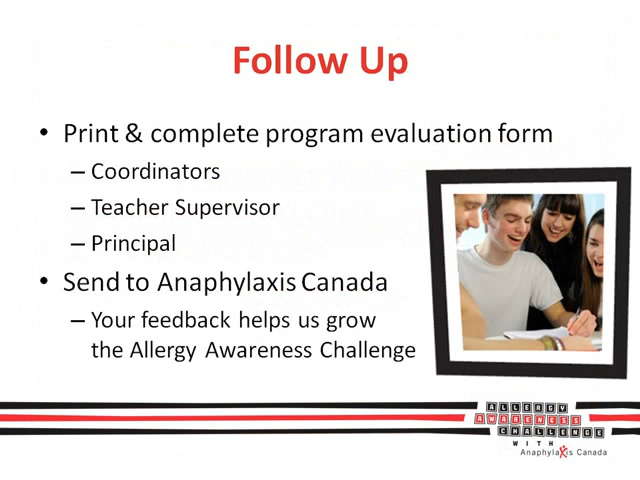 Follow Up
• Print & complete program evaluation form
– Coordinators
– Teacher Supervisor
– Principal
• Send to Anaphylaxis Canada
– Your feedback helps us grow
the Allergy Awareness Challenge
ALLERGY
AWARENESS
CHALLENGE
WITH
Anaphylaxis Canada